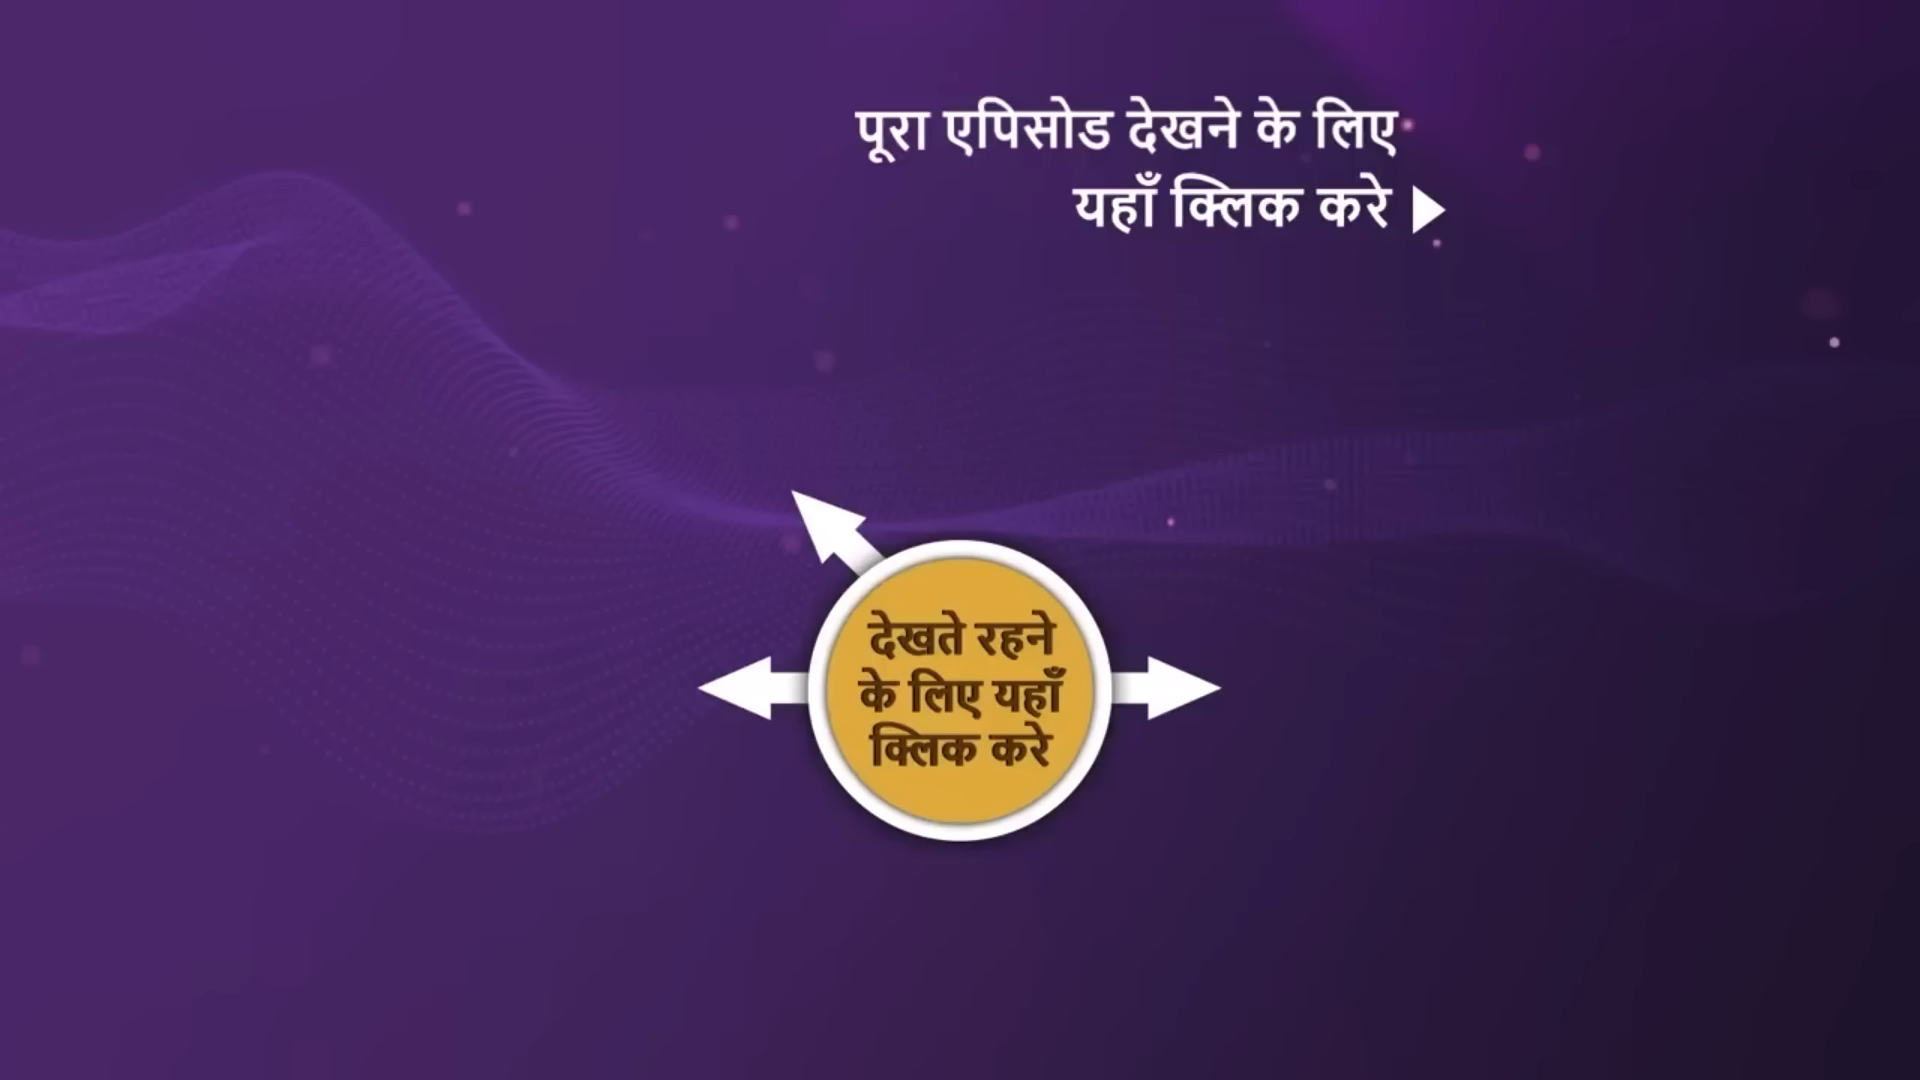 पूरा एपिसोड देखने के लिए
यहाँ क्लिक करे
देखते रहने
के लिए यहाँ
क्लिक करे